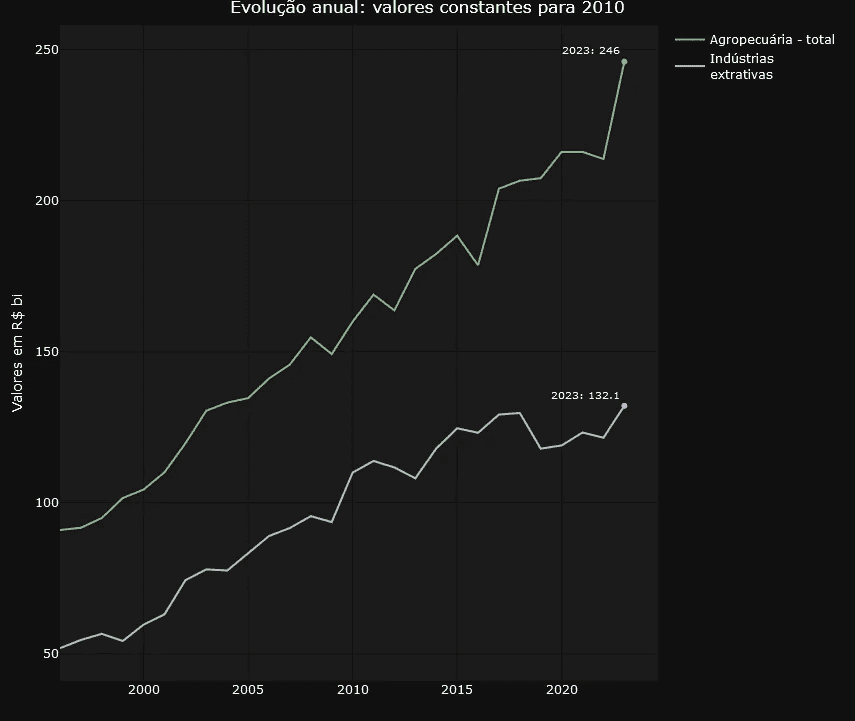 Evolução anual: valores constantes para 2010
Agropecuária - total
Indústrias
extrativas
250
200
150
100
50
Valores em R$ bi
2023: 246
2023: 132.1
2000
2005
2010
2015
2020